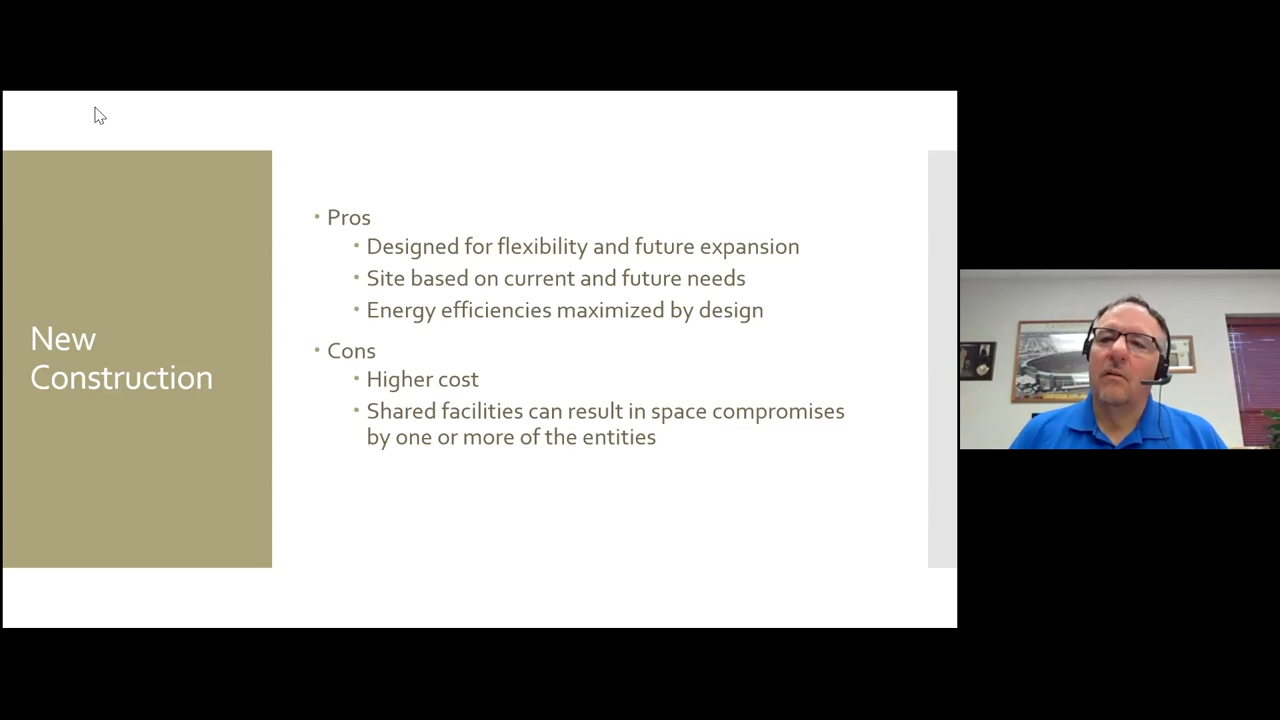 New
Construction
• Pros
• Designed for flexibility and future expansion
• Site based on current and future needs
• Energy efficiencies maximized by design
• Cons
• Higher cost
• Shared facilities can result in space compromises
by one or more of the entities